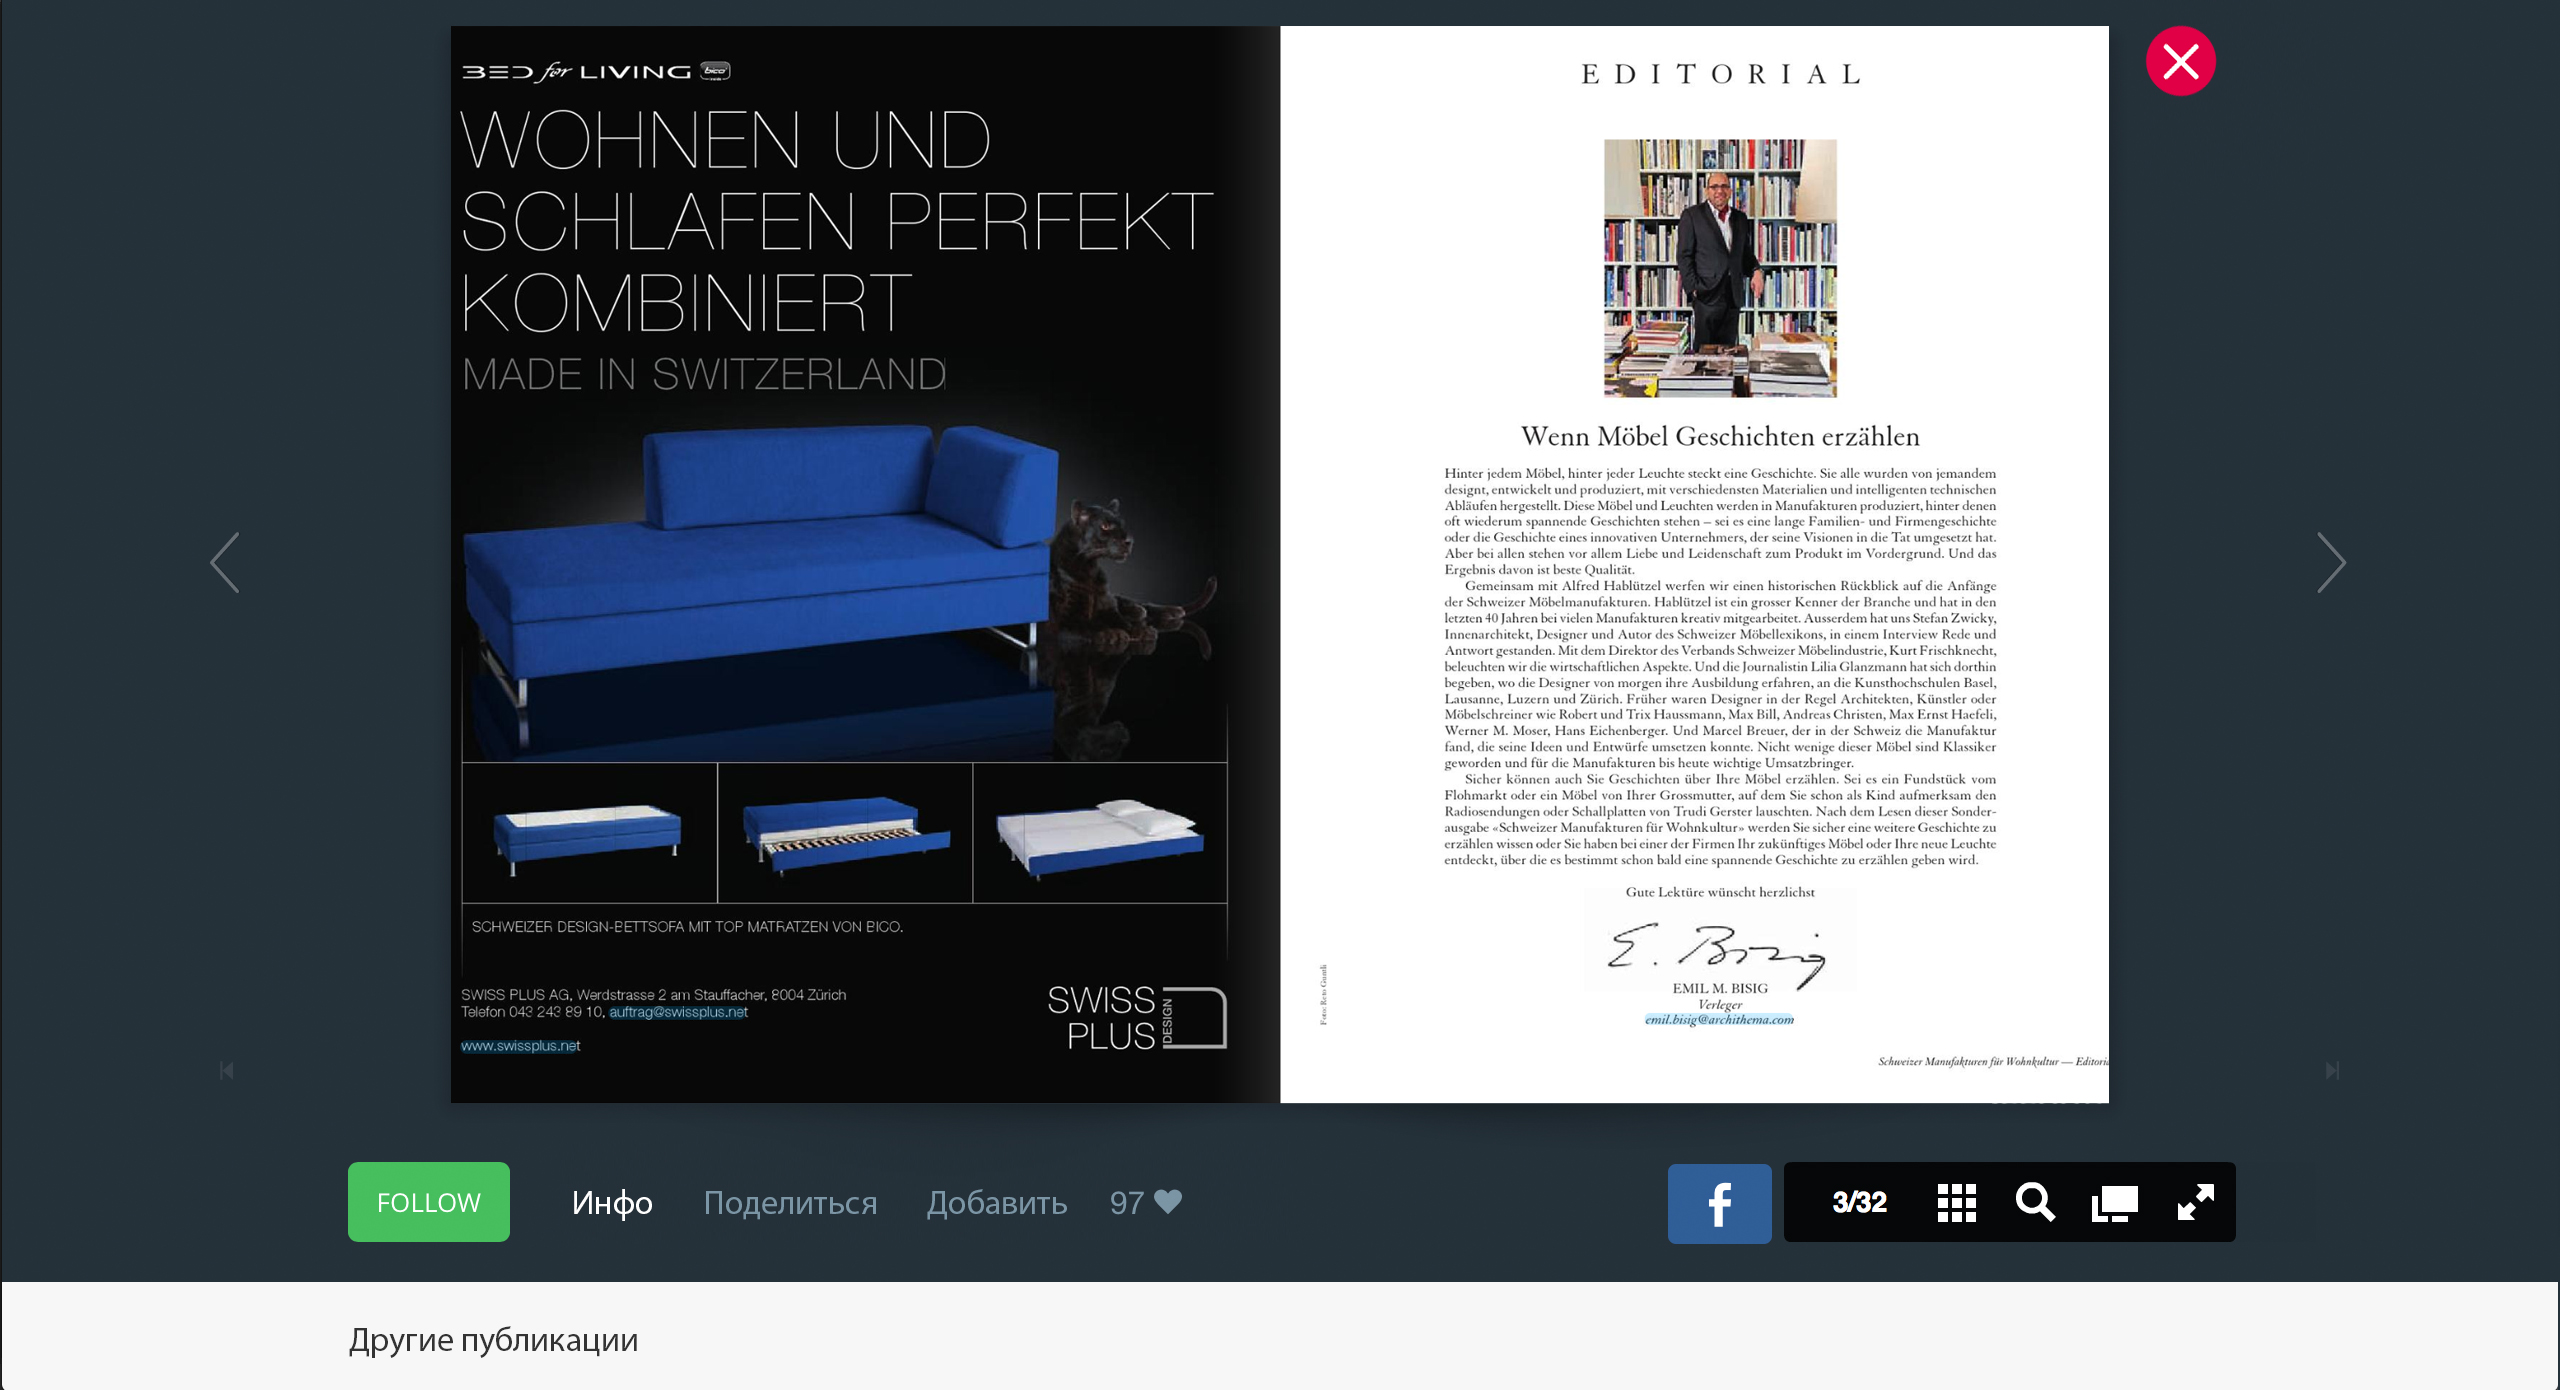 BED for LIVING bico
WOHNEN UND
SCHLAFEN PERFEKT
KOMBINIERT
MADE IN SWITZERLAND
SCHWEIZER DESIGN-BETTSOFA MIT TOP MATRATZEN VON BICO.
SWISS PLUS AG, Werdstrasse 2 am Stauffacher, 8004 Zürich
Telefon 043 243 89 10, auftrag@swissplus.net
www.swissplus.net
SWISS
PLUS DESIGN
EDITORIAL
Wenn Möbel Geschichten erzählen
Hinter jedem Möbel, hinter jeder Leuchte steckt eine Geschichte. Sie alle wurden von jemandem
designt, entwickelt und produziert, mit verschiedensten Materialien und intelligenten technischen
Abläufen hergestellt. Diese Möbel und Leuchten werden in Manufakturen produziert, hinter denen
oft wiederum spannende Geschichten stehen – sei es eine lange Familien- und Firmengeschichte
oder die Geschichte eines innovativen Unternehmers, der seine Visionen in die Tat umgesetzt hat.
Aber bei allen stehen vor allem Liebe und Leidenschaft zum Produkt im Vordergrund. Und das
Ergebnis davon ist beste Qualität.
Gemeinsam mit Alfred Hablützel werfen wir einen historischen Rückblick auf die Anfänge
der Schweizer Möbelmanufakturen. Hablützel ist ein grosser Kenner der Branche und hat in den
letzten 40 Jahren bei vielen Manufakturen kreativ mitgearbeitet. Ausserdem hat uns Stefan Zwicky,
Innenarchitekt, Designer und Autor des Schweizer Möbellexikons, in einem Interview Rede und
Antwort gestanden. Mit dem Direktor des Verbands Schweizer Möbelindustrie, Kurt Frischknecht,
beleuchten wir die wirtschaftlichen Aspekte. Und die Journalistin Lilia Glanzmann hat sich dorthin
begeben, wo die Designer von morgen ihre Ausbildung erfahren, an die Kunsthochschulen Basel,
Lausanne, Luzern und Zürich. Früher waren Designer in der Regel Architekten, Künstler oder
Möbelschreiner wie Robert und Trix Haussmann, Max Bill, Andreas Christen, Max Ernst Haefeli,
Werner M. Moser, Hans Eichenberger. Und Marcel Breuer, der in der Schweiz die Manufaktur
fand, die seine Ideen und Entwürfe umsetzen konnte. Nicht wenige dieser Möbel sind Klassiker
geworden und für die Manufakturen bis heute wichtige Umsatzbringer.
Sicher können auch Sie Geschichten über Ihre Möbel erzählen. Sei es ein Fundstück vom
Flohmarkt oder ein Möbel von Ihrer Grossmutter, auf dem Sie schon als Kind aufmerksam den
Radiosendungen oder Schallplatten von Trudi Gerster lauschten. Nach dem Lesen dieser Sonder-
ausgabe «Schweizer Manufakturen für Wohnkultur» werden Sie sicher eine weitere Geschichte zu
erzählen wissen oder Sie haben bei einer der Firmen Ihr zukünftiges Möbel oder Ihre neue Leuchte
entdeckt, über die es bestimmt schon bald eine spannende Geschichte zu erzählen geben wird.
Gute Lektüre wünscht herzlichst
E. Bisig
EMIL M. BISIG
Verleger
emil.bisig@archithema.com
Foto: Reto Guntli
Schweizer Manufakturen für Wohnkultur — Editoria
FOLLOW Инфо Поделиться Добавить 97 f 3/32
Другие публикации